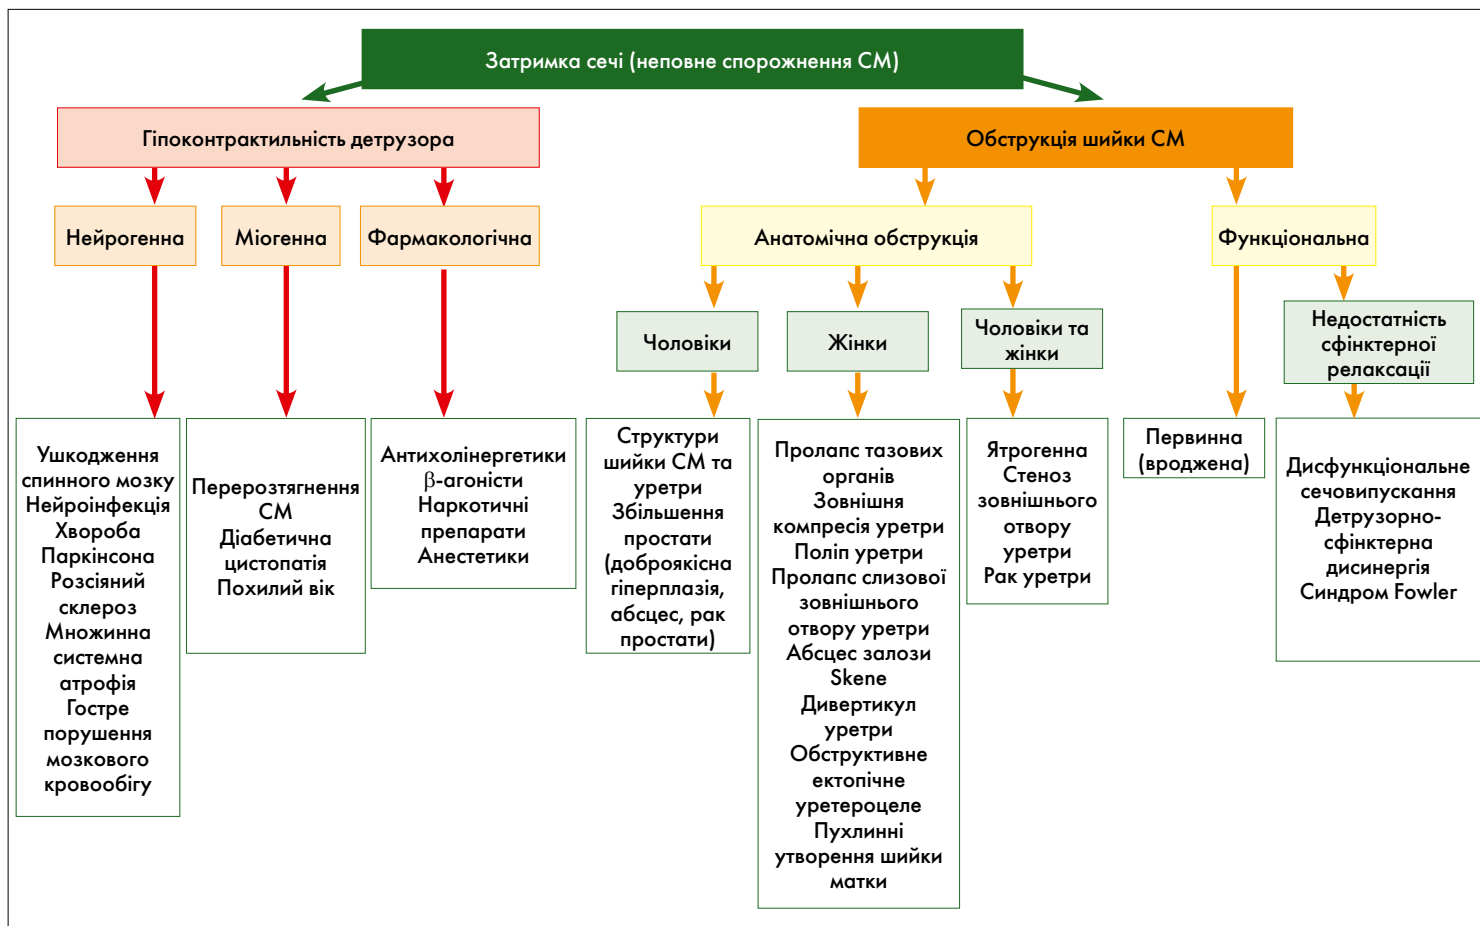 Затримка сечі (неповне спорожнення СМ)
Гіпоконтрактильність детрузора
Обструкція шийки СМ
Нейрогенна
Міогенна
Фармакологічна
Анатомічна обструкція
Функціональна
Чоловіки
Жінки
Чоловіки та
жінки
Недостатність
сфінктерної
релаксації
Ушкодження
спинного мозку
Нейроінфекція
Хвороба
Паркінсона
Розсіяний
склероз
Множинна
системна
атрофія
Гостре
порушення
мозкового
кровообігу
Перерозтягнення
СМ
Діабетична
цистопатія
Похилий вік
Антихолінергетики
β-агоністи
Наркотичні
препарати
Анестетики
Структури
шийки СМ та
уретри
Збільшення
простати
(доброякісна
гіперплазія,
абсцес, рак
простати)
Пролапс тазових
органів
Зовнішня
компресія уретри
Поліп уретри
Пролапс слизової
зовнішнього
отвору уретри
Абсцес залози
Skene
Дивертикул
уретри
Обструктивне
ектопічне
уретероцеле
Пухлинні
утворення шийки
матки
Ятрогенна
Стеноз
зовнішнього
отвору
уретри
Рак уретри
Первинна
(вроджена)
Дисфункціональне
сечовипускання
Детрузорно-
сфінктерна
дисинергія
Синдром Fowler